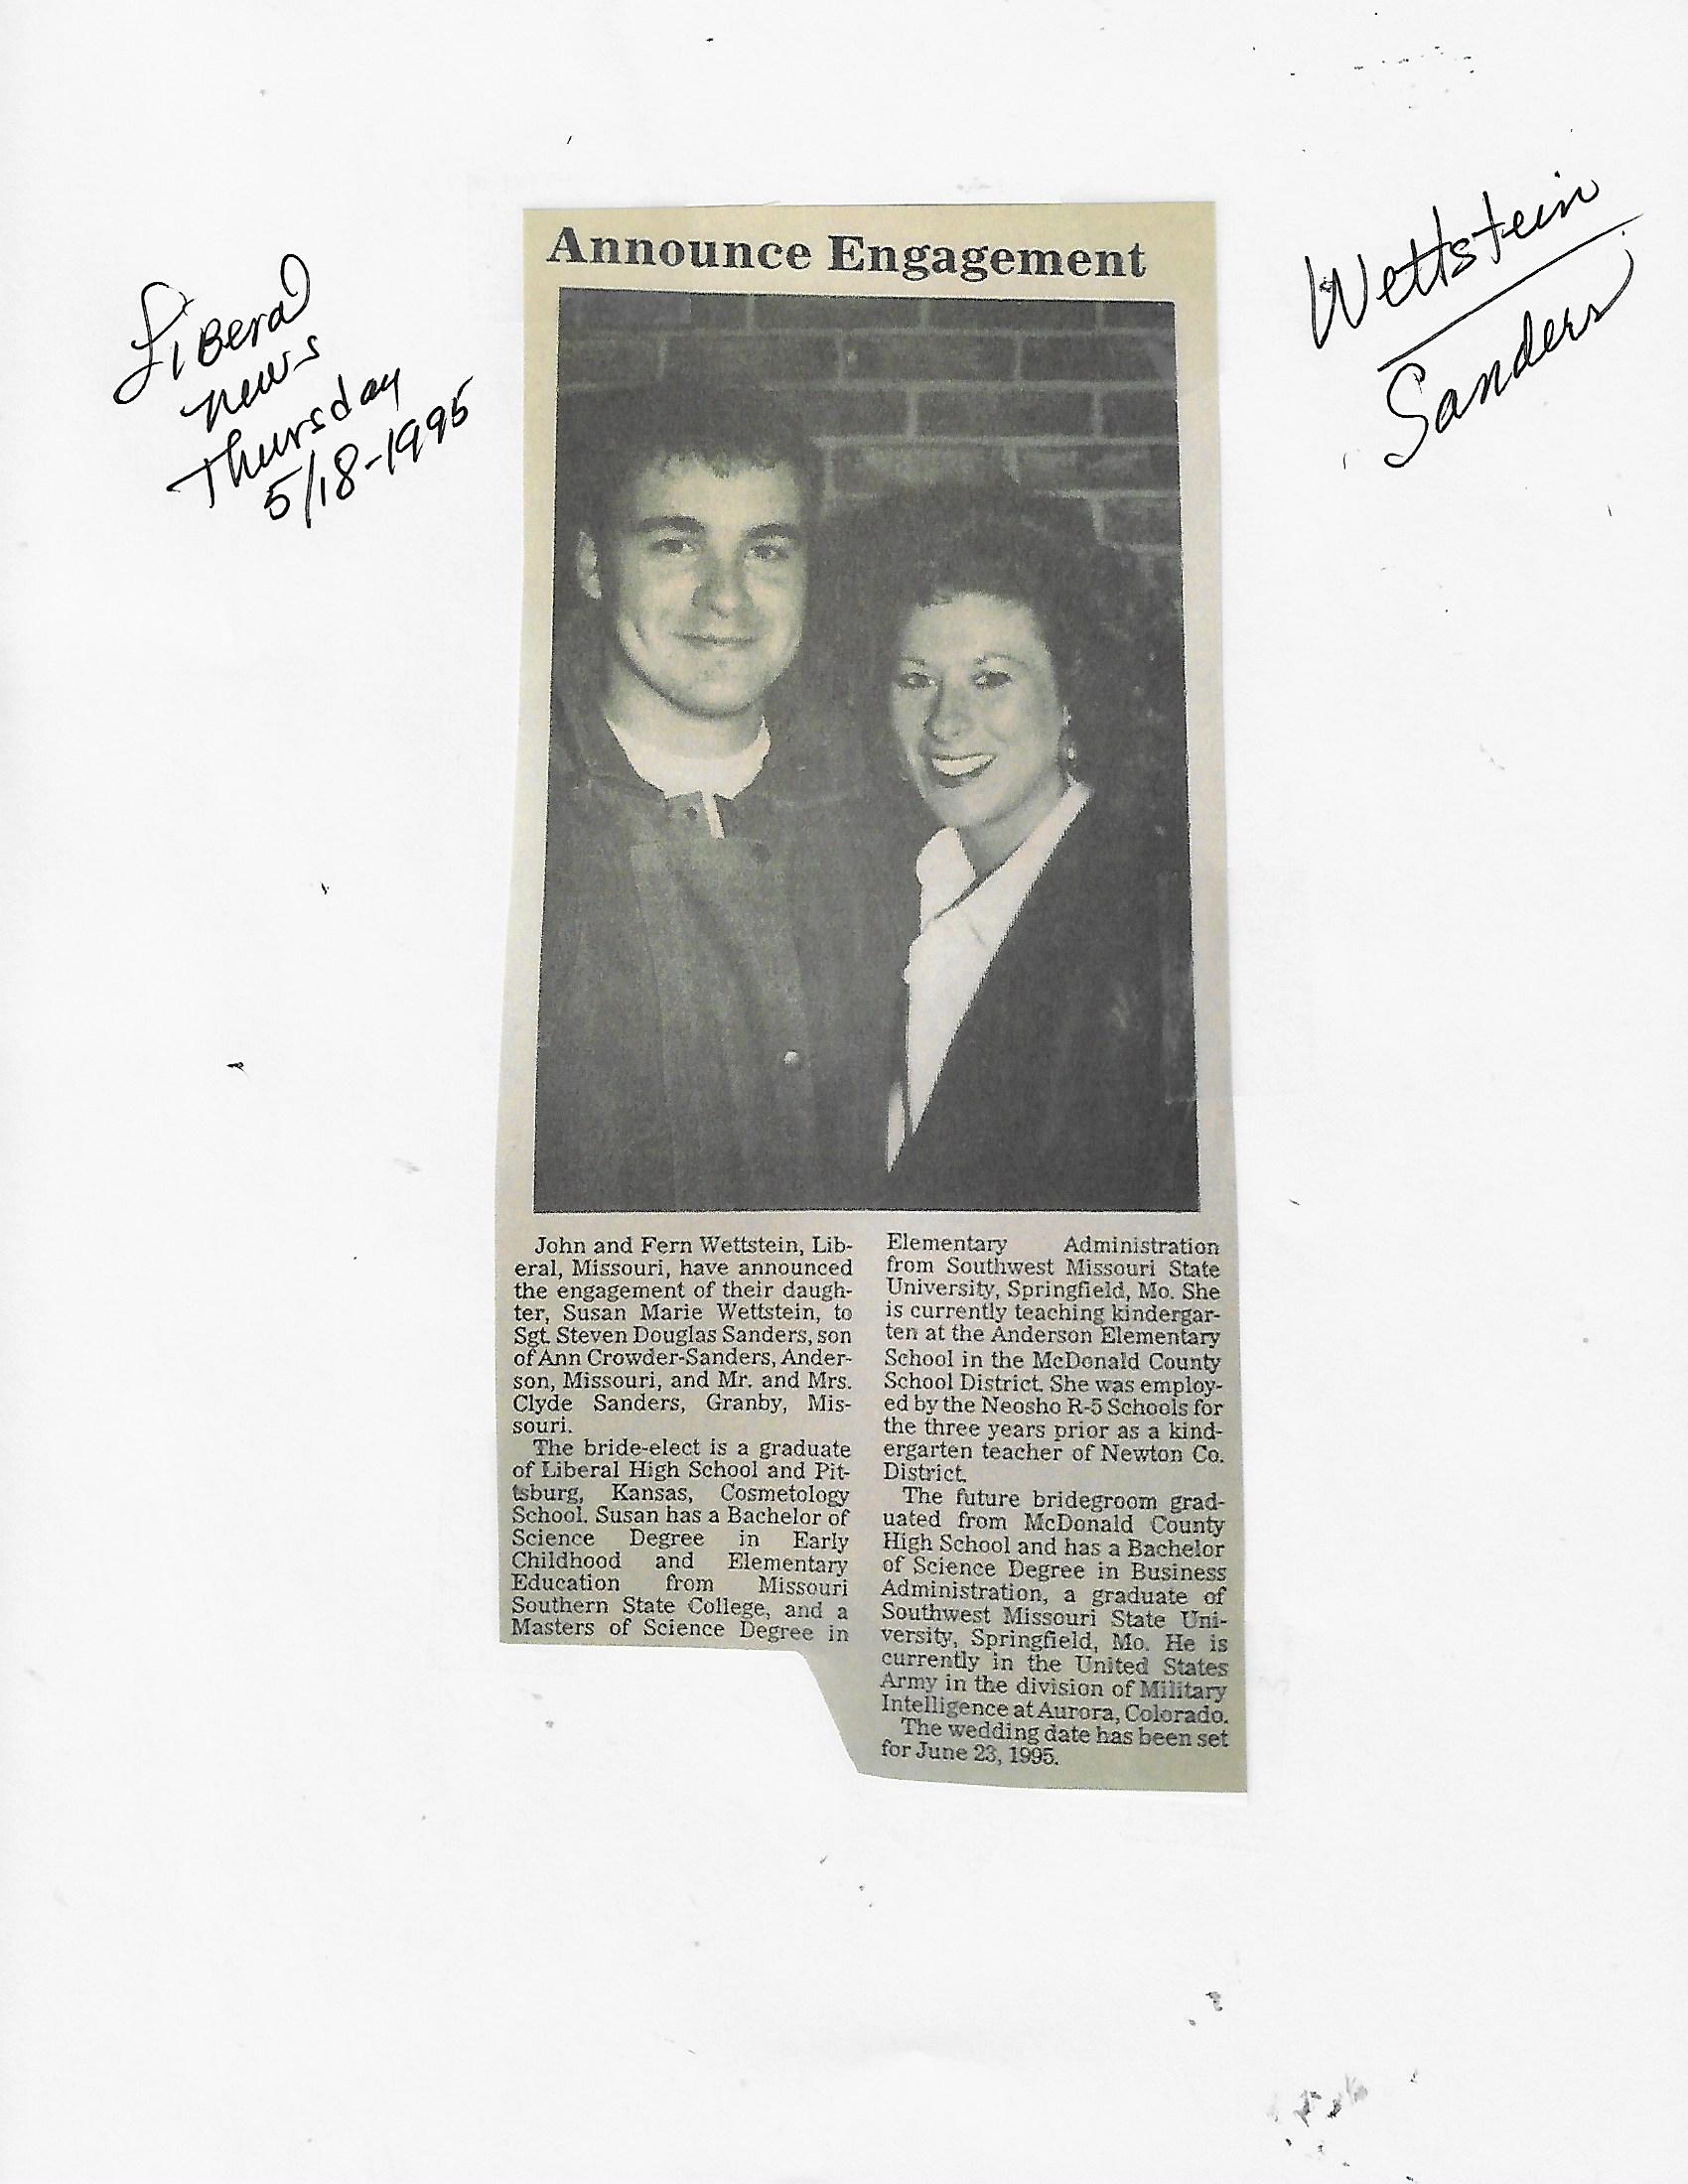 Liberal
news
Thursday
5/18-1995
Wettstein
Sanders
Announce Engagement
John and Fern Wettstein, Lib-
eral, Missouri, have announced
the engagement of their daugh-
ter, Susan Marie Wettstein, to
Sgt. Steven Douglas Sanders, son
of Ann Crowder-Sanders, Ander-
son, Missouri, and Mr. and Mrs.
Clyde Sanders, Granby, Mis-
souri.
The bride-elect is a graduate
of Liberal High School and Pit-
tsburg, Kansas, Cosmetology
School. Susan has a Bachelor of
Science Degree in Early
Childhood and Elementary
Education from Missouri
Southern State College, and a
Masters of Science Degree in
Elementary Administration
from Southwest Missouri State
University, Springfield, Mo. She
is currently teaching kindergar-
ten at the Anderson Elementary
School in the McDonald County
School District. She was employ-
ed by the Neosho R-5 Schools for
the three years prior as a kind-
ergarten teacher of Newton Co.
District.
The future bridegroom grad-
uated from McDonald County
High School and has a Bachelor
of Science Degree in Business
Administration, a graduate of
Southwest Missouri State Uni-
versity, Springfield, Mo. He is
currently in the United States
Army in the division of Military
Intelligence at Aurora, Colorado.
The wedding date has been set
for June 23, 1995.